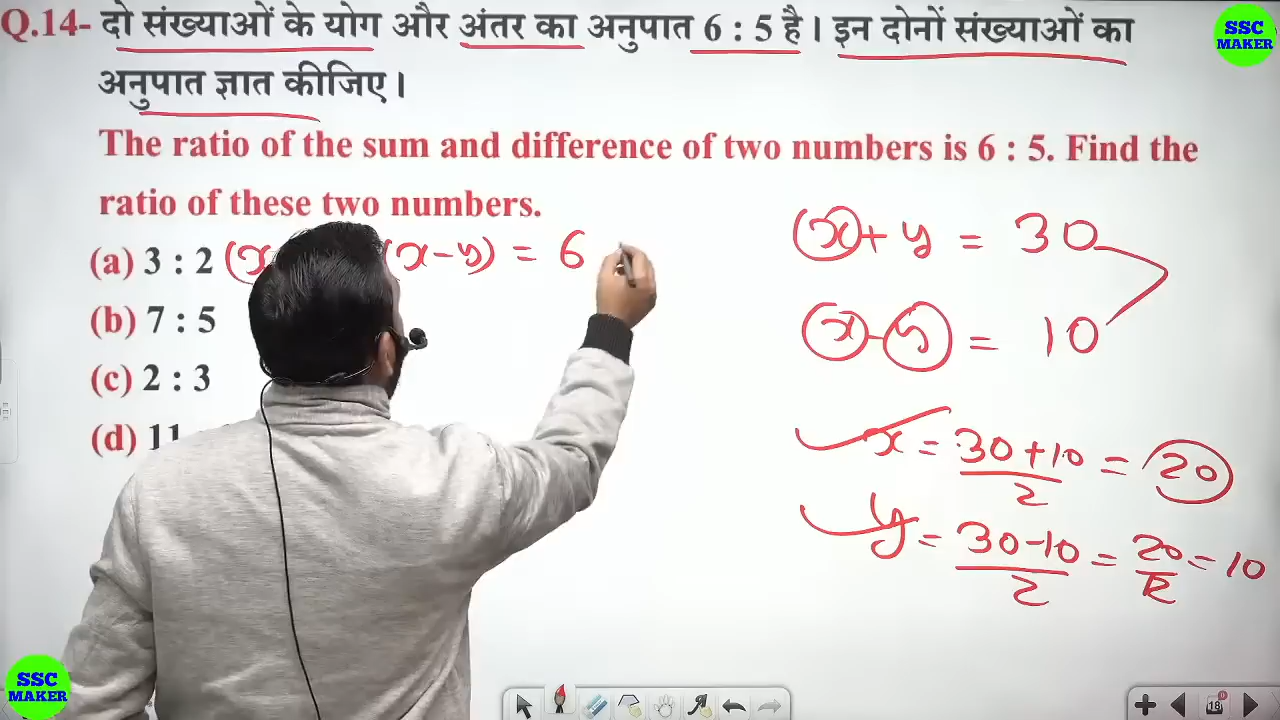 Q.14- दो संख्याओं के योग और अंतर का अनुपात 6 : 5 है। इन दोनों संख्याओं का
अनुपात ज्ञात कीजिए।
The ratio of the sum and difference of two numbers is 6 : 5. Find the
ratio of these two numbers.
(a) 3 : 2 (x (x-y) = 6
(b) 7 : 5
(c) 2 : 3
(d) 11
x + y = 30
x - y = 10
x = 30+10/2 = 20
y = 30-10/2 = 20/2 = 10
SSC
MAKER
SSC
MAKER
18